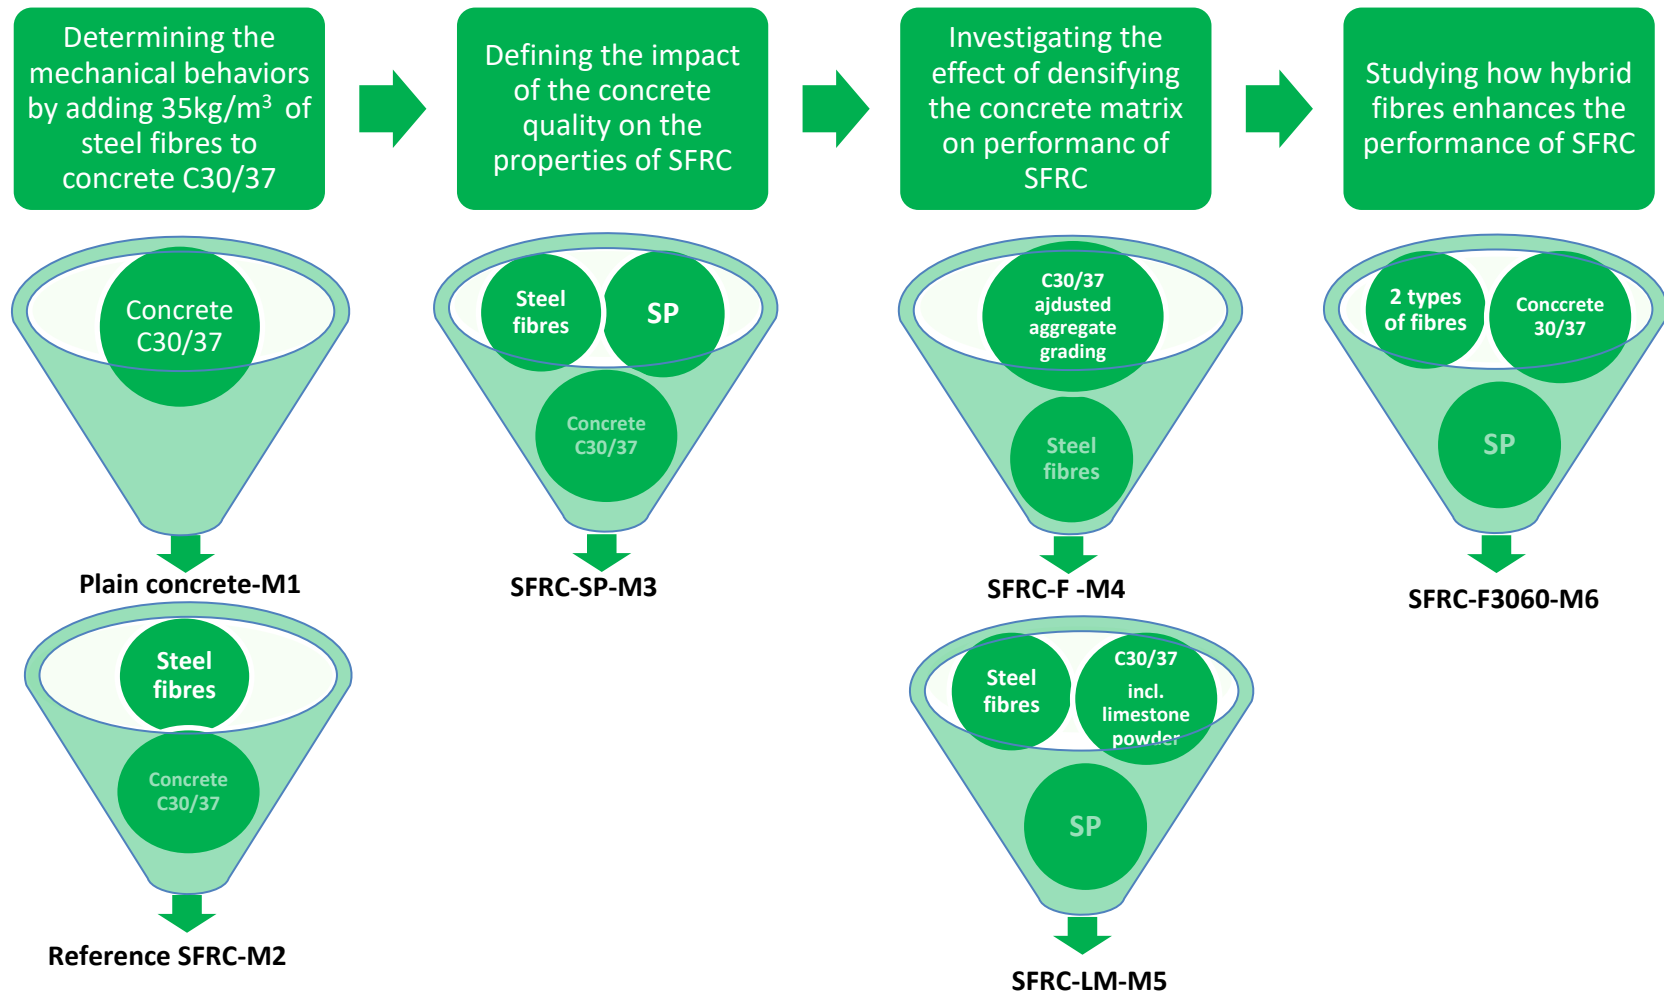 Determining the
mechanical behaviors
by adding 35kg/m³ of
steel fibres to
concrete C30/37
Defining the impact
of the concrete
quality on the
properties of SFRC
Investigating the
effect of densifying
the concrete matrix
on performanc of
SFRC
Studying how hybrid
fibres enhances the
performance of SFRC
Concrete
C30/37
Plain concrete-M1
Steel
fibres
Concrete
C30/37
Reference SFRC-M2
Steel
fibres
SP
Concrete
C30/37
SFRC-SP-M3
C30/37
ajdusted
aggregate
grading
Steel
fibres
SFRC-F -M4
Steel
fibres
C30/37
incl.
limestone
powder
SP
SFRC-LM-M5
2 types
of fibres
Conccrete
30/37
SP
SFRC-F3060-M6